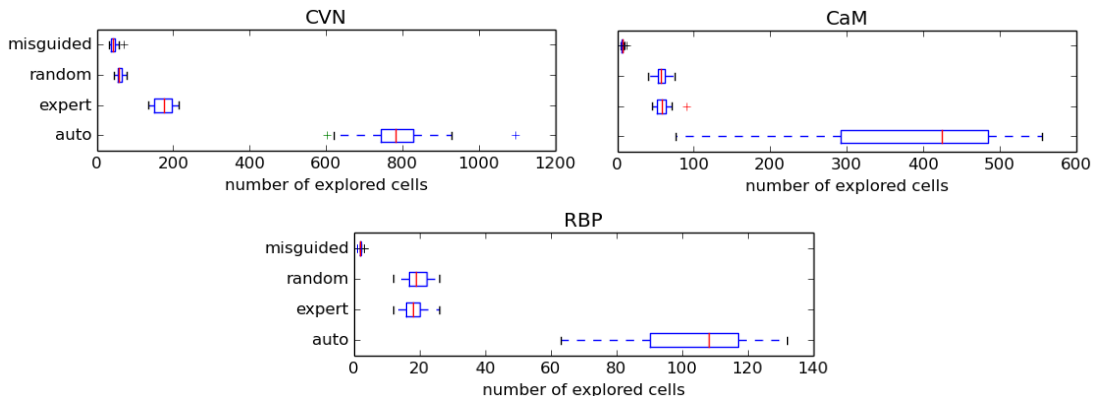 CVN
misguided
random
expert
auto
0 200 400 600 800 1000 1200
number of explored cells
CaM
0 100 200 300 400 500 600
number of explored cells
RBP
misguided
random
expert
auto
0 20 40 60 80 100 120 140
number of explored cells